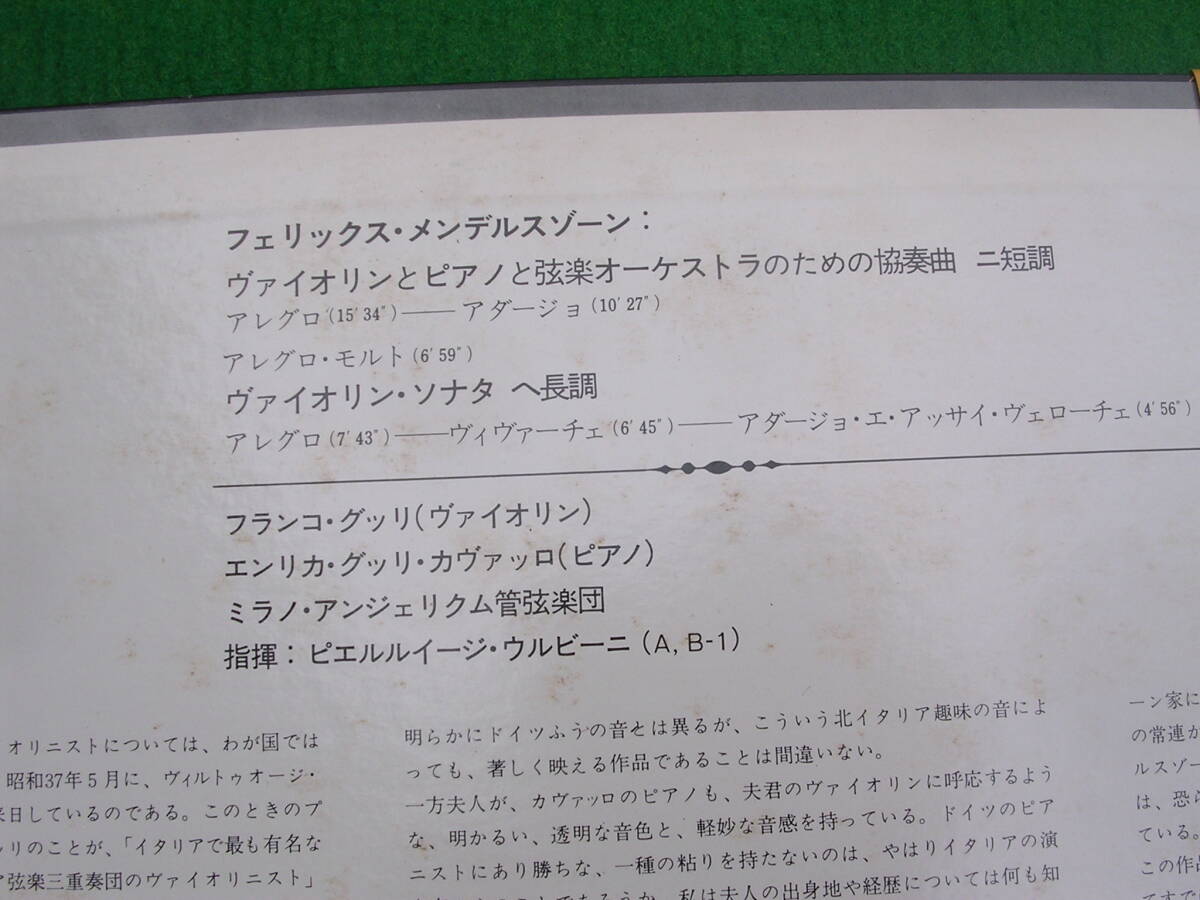 フェリックス・メンデルスゾーン：
ヴァイオリンとピアノと弦楽オーケストラのための協奏曲 ニ短調
アレグロ(15′34″)——アダージョ(10′27″)
アレグロ・モルト(6′59″)
ヴァイオリン・ソナタ ヘ長調
アレグロ(7′43″)——ヴィヴァーチェ(6′45″)——アダージョ・エ・アッサイ・ヴェローチェ(4′56″)
フランコ・グッリ(ヴァイオリン)
エンリカ・グッリ・カヴァッロ(ピアノ)
ミラノ・アンジェリクム管弦楽団
指揮：ピエルルイージ・ウルビーニ(A, B-1)
オリニストについては、わが国では
昭和37年5月に、ヴィルトゥオージ・
来日しているのである。このときのプ
リのことが、「イタリアで最も有名な
弦楽三重奏団のヴァイオリニスト」
明らかにドイツふうの音とは異るが、こういう北イタリア趣味の音によ
っても、著しく映える作品であることは間違いない。
一方夫人が、カヴァッロのピアノも、夫君のヴァイオリンに呼応するよう
な、明かるい、透明な音色と、軽妙な音感を持っている。ドイツのピア
ニストにあり勝ちな、一種の粘りを持たないのは、やはりイタリアの演
私は夫人の出身地や経歴については何も知
ーン家に
の常連か
ルスゾー
は、恐ら
ている。
この作品